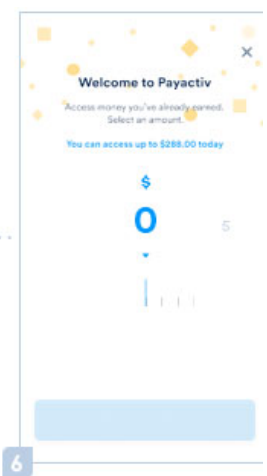 Welcome to Payactiv
Access money you've already earned.
Select an amount.
You can access up to $288.00 today
$
0 5
6